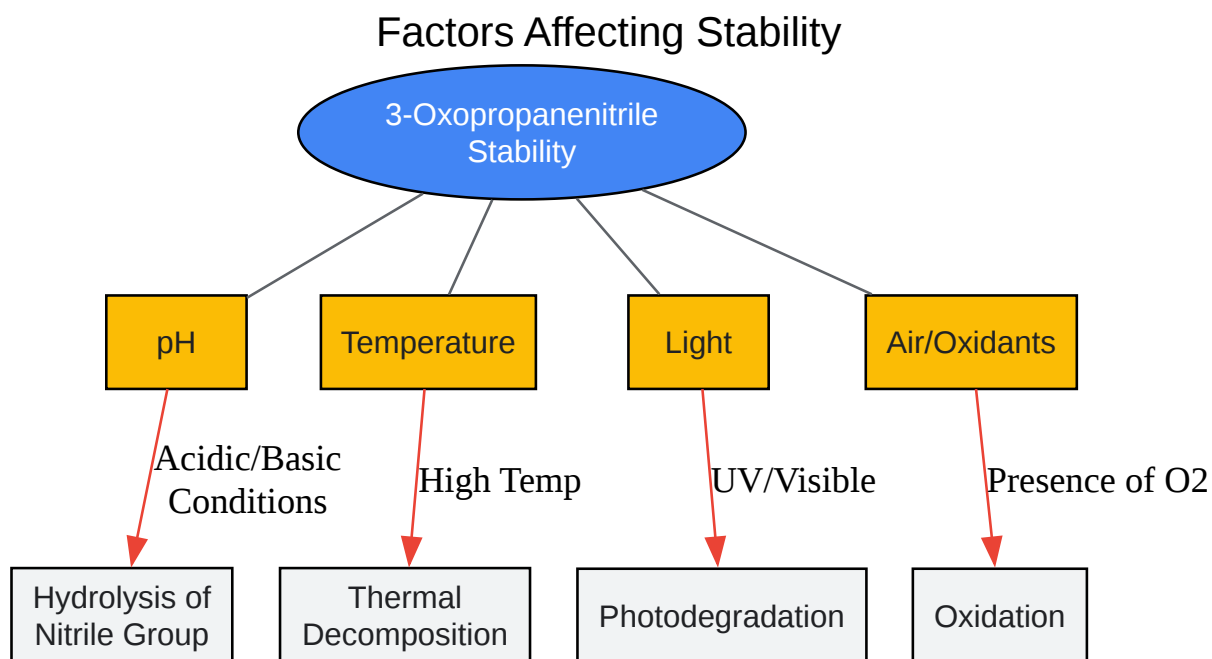 Factors Affecting Stability
3-Oxopropanenitrile
Stability
pH
Temperature
Light
Air/Oxidants
Acidic/Basic
Conditions
High Temp
UV/Visible
Presence of O2
Hydrolysis of
Nitrile Group
Thermal
Decomposition
Photodegradation
Oxidation